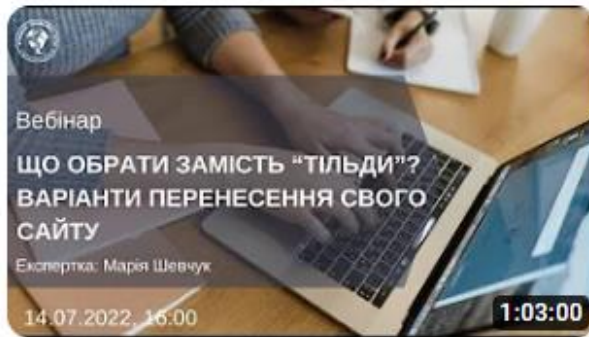 Вебінар
ЩО ОБРАТИ ЗАМІСТЬ “ТІЛЬДИ”?
ВАРІАНТИ ПЕРЕНЕСЕННЯ СВОГО
САЙТУ
Експертка: Марія Шевчук
14.07.2022, 16:00
1:03:00